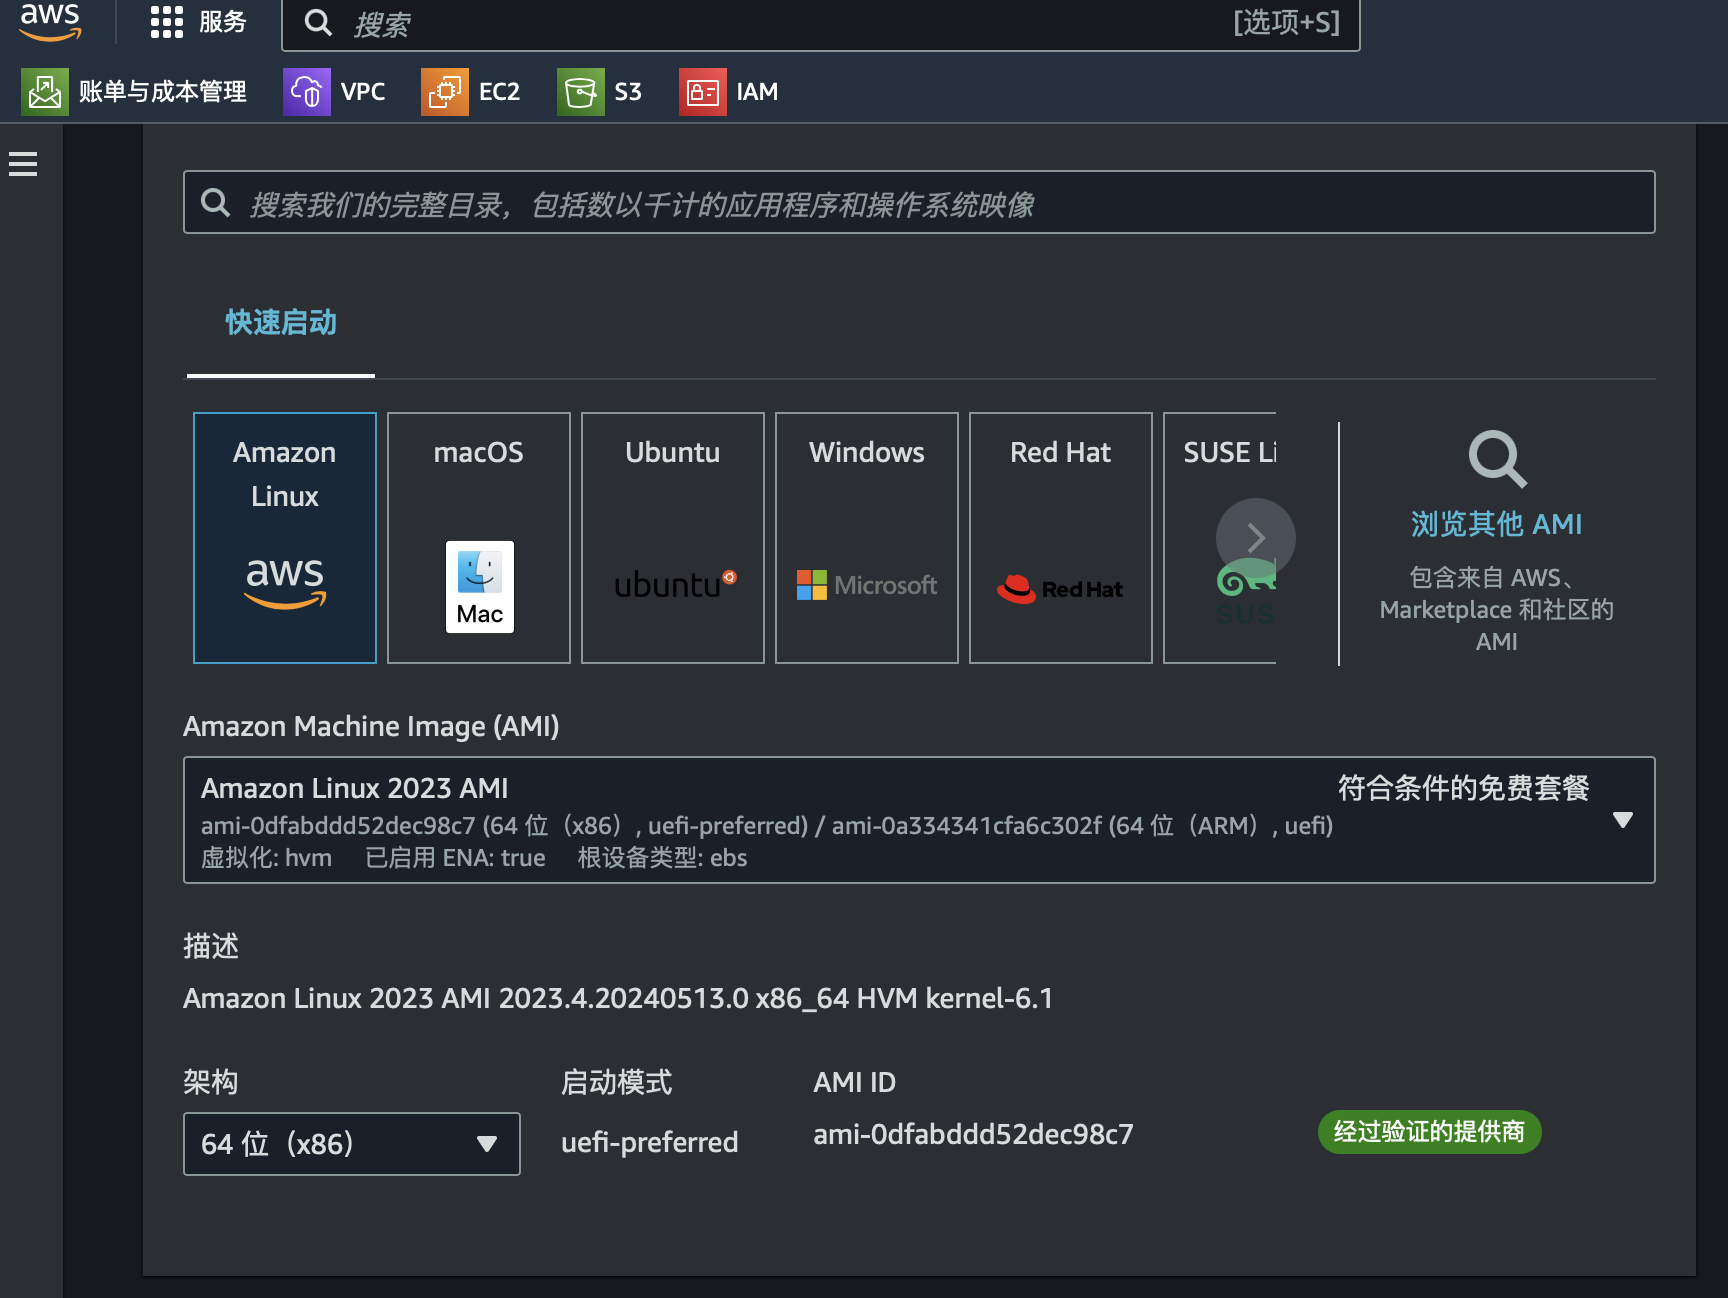 aws
服务
搜索
[选项+S]
账单与成本管理
VPC
EC2
S3
IAM
搜索我们的完整目录，包括数以千计的应用程序和操作系统映像
快速启动
Amazon
Linux
aws
macOS
Mac
Ubuntu
ubuntu
Windows
Microsoft
Red Hat
Red Hat
SUSE Li
SUS
浏览其他 AMI
包含来自 AWS、
Marketplace 和社区的
AMI
Amazon Machine Image (AMI)
Amazon Linux 2023 AMI
符合条件的免费套餐
ami-0dfabddd52dec98c7 (64 位（x86）, uefi-preferred) / ami-0a334341cfa6c302f (64 位（ARM）, uefi)
虚拟化: hvm 已启用 ENA: true 根设备类型: ebs
描述
Amazon Linux 2023 AMI 2023.4.20240513.0 x86_64 HVM kernel-6.1
架构
启动模式
AMI ID
64 位（x86）
uefi-preferred
ami-0dfabddd52dec98c7
经过验证的提供商